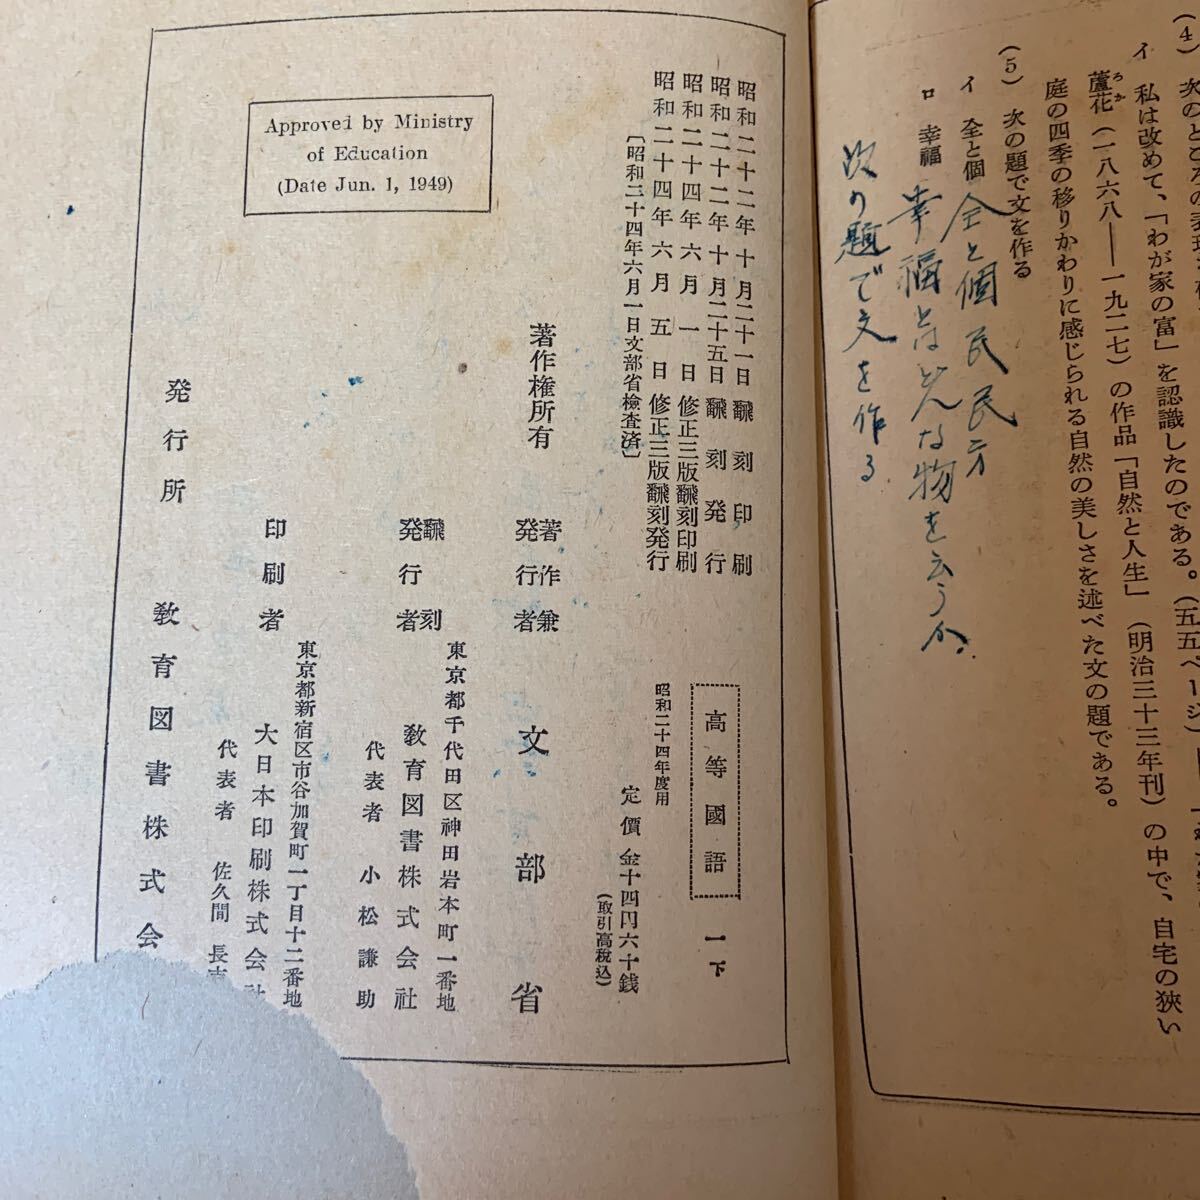 (4)
イ 私は改めて、「わが家の富」を認識したのである。(五五ページ)
蘆花(一八六八――一九二七)の作品「自然と人生」(明治三十三年刊)の中で、自宅の狭い
ろか
庭の四季の移りかわりに感じられる自然の美しさを述べた文の題である。
(5) 次の題で文を作る
イ 全と個
ロ 幸福
全と個
幸福とはどんな物を云うか。
次の題で文を作る
昭和二十二年十月二十一日 飜刻印刷
昭和二十二年十月二十五日 飜刻発行
昭和二十四年六月 一日 修正三版飜刻印刷
昭和二十四年六月 五日 修正三版飜刻発行
〔昭和二十四年六月一日文部省検査済〕
高等國語 一下
昭和二十四年度用
定價 金十四円六十銭
(取引高税込)
著作権所有
著作兼
発行者 文部省
飜刻
発行者
東京都千代田区神田岩本町一番地
教育図書株式会社
代表者 小松謙助
印刷者
東京都新宿区市谷加賀町一丁目十二番地
大日本印刷株式会社
代表者 佐久間長
発行所 教育図書株式会
Approved by Ministry
of Education
(Date Jun. 1, 1949)